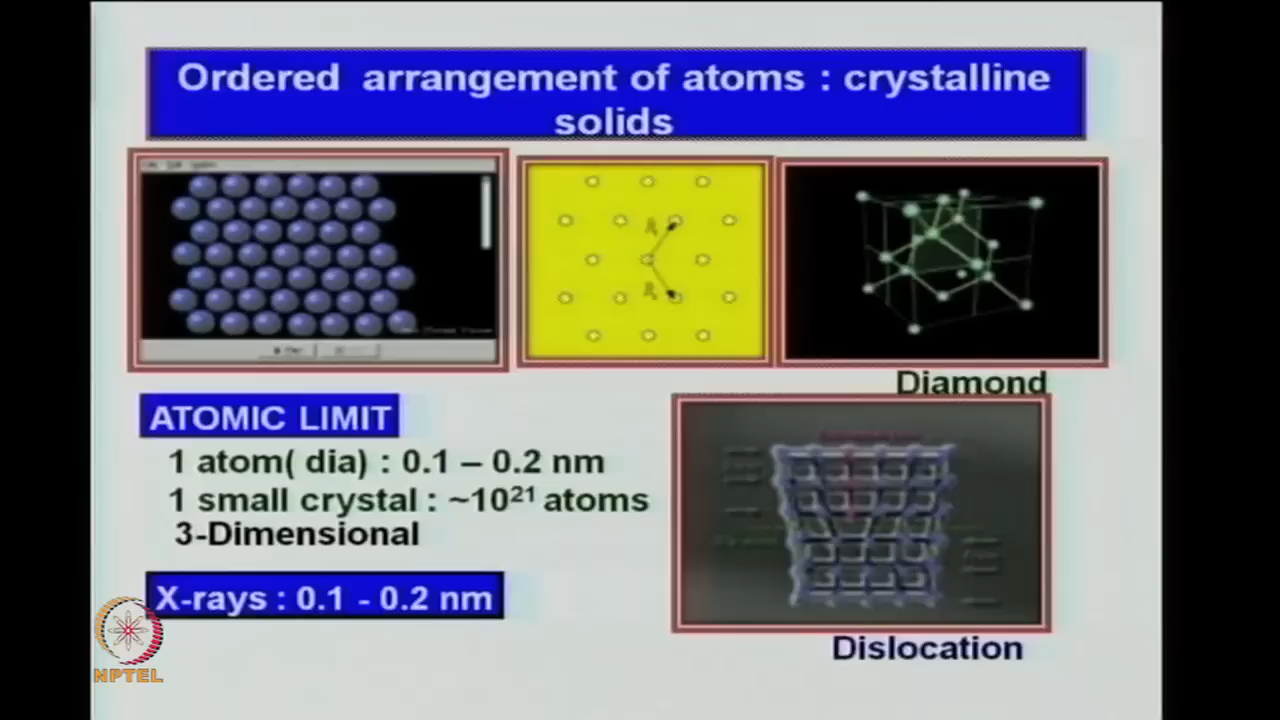 Ordered arrangement of atoms : crystalline
solids
Diamond
ATOMIC LIMIT
1 atom( dia) : 0.1 – 0.2 nm
1 small crystal : ~10²¹ atoms
3-Dimensional
X-rays : 0.1 - 0.2 nm
Dislocation
NPTEL